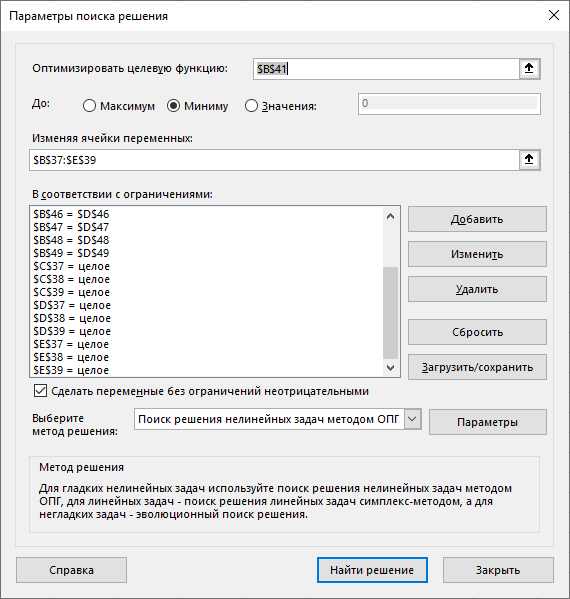 Параметры поиска решения
Оптимизировать целевую функцию: $B$41
До: Максимум Миниму Значения: 0
Изменяя ячейки переменных:
$B$37:$E$39
В соответствии с ограничениями:
$B$46 = $D$46
$B$47 = $D$47
$B$48 = $D$48
$B$49 = $D$49
$C$37 = целое
$C$38 = целое
$C$39 = целое
$D$37 = целое
$D$38 = целое
$D$39 = целое
$E$37 = целое
$E$38 = целое
$E$39 = целое
Добавить
Изменить
Удалить
Сбросить
Загрузить/сохранить
Сделать переменные без ограничений неотрицательными
Выберите
метод решения:
Поиск решения нелинейных задач методом ОПГ
Параметры
Метод решения
Для гладких нелинейных задач используйте поиск решения нелинейных задач методом
ОПГ, для линейных задач - поиск решения линейных задач симплекс-методом, а для
негладких задач - эволюционный поиск решения.
Справка
Найти решение
Закрыть